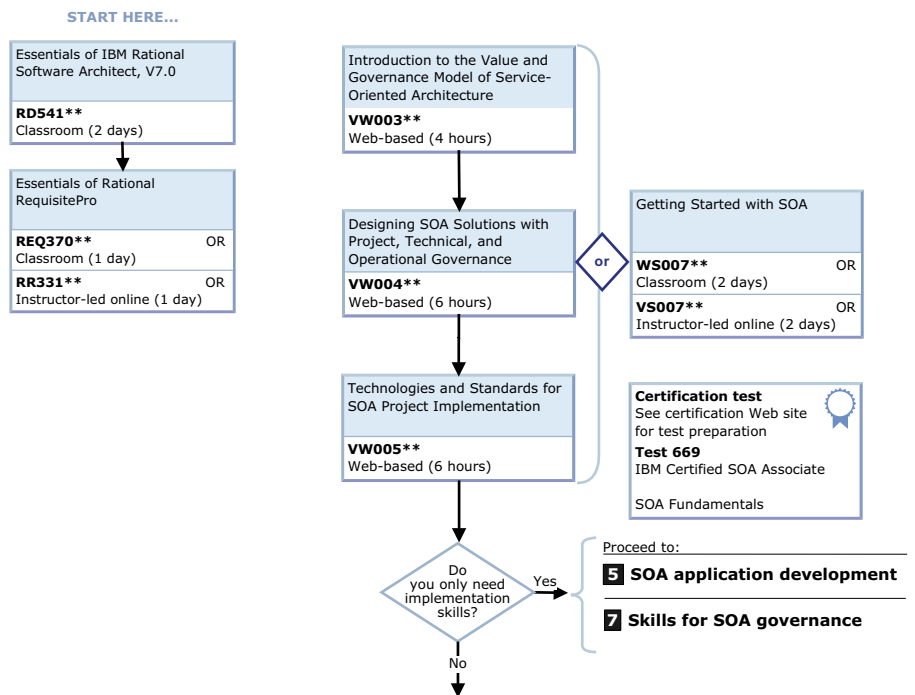 START HERE...
Essentials of IBM Rational
Software Architect, V7.0
RD541**
Classroom (2 days)
Essentials of Rational
RequisitePro
REQ370** OR
Classroom (1 day)
RR331** OR
Instructor-led online (1 day)
Introduction to the Value and
Governance Model of Service-
Oriented Architecture
VW003**
Web-based (4 hours)
Designing SOA Solutions with
Project, Technical, and
Operational Governance
VW004**
Web-based (6 hours)
Technologies and Standards for
SOA Project Implementation
VW005**
Web-based (6 hours)
or
Getting Started with SOA
WS007** OR
Classroom (2 days)
VS007** OR
Instructor-led online (2 days)
Certification test
See certification Web site
for test preparation
Test 669
IBM Certified SOA Associate
SOA Fundamentals
Do
you only need
implementation
skills?
Yes
No
Proceed to:
5 SOA application development
7 Skills for SOA governance